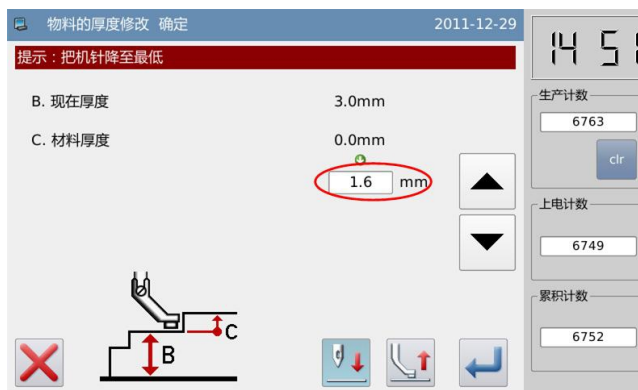 物料的厚度修改 确定 2011-12-29
提示：把机针降至最低
B. 现在厚度 3.0mm
C. 材料厚度 0.0mm
1.6 mm
C
B
14 51
生产计数
6763
clr
上电计数
6749
累积计数
6752